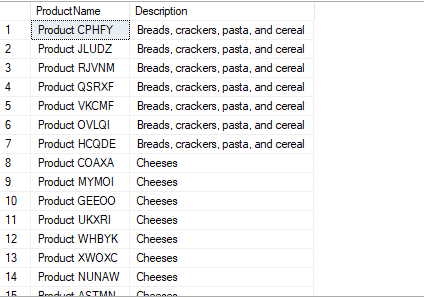 ProductName Description
1 Product CPHFY Breads, crackers, pasta, and cereal
2 Product JLUDZ Breads, crackers, pasta, and cereal
3 Product RJVNM Breads, crackers, pasta, and cereal
4 Product QSRXF Breads, crackers, pasta, and cereal
5 Product VKCMF Breads, crackers, pasta, and cereal
6 Product OVLQI Breads, crackers, pasta, and cereal
7 Product HCQDE Breads, crackers, pasta, and cereal
8 Product COAXA Cheeses
9 Product MYMOI Cheeses
10 Product GEEOO Cheeses
11 Product UKXRI Cheeses
12 Product WHBYK Cheeses
13 Product XWOXC Cheeses
14 Product NUNAW Cheeses
15 Product ASTMN Cheeses